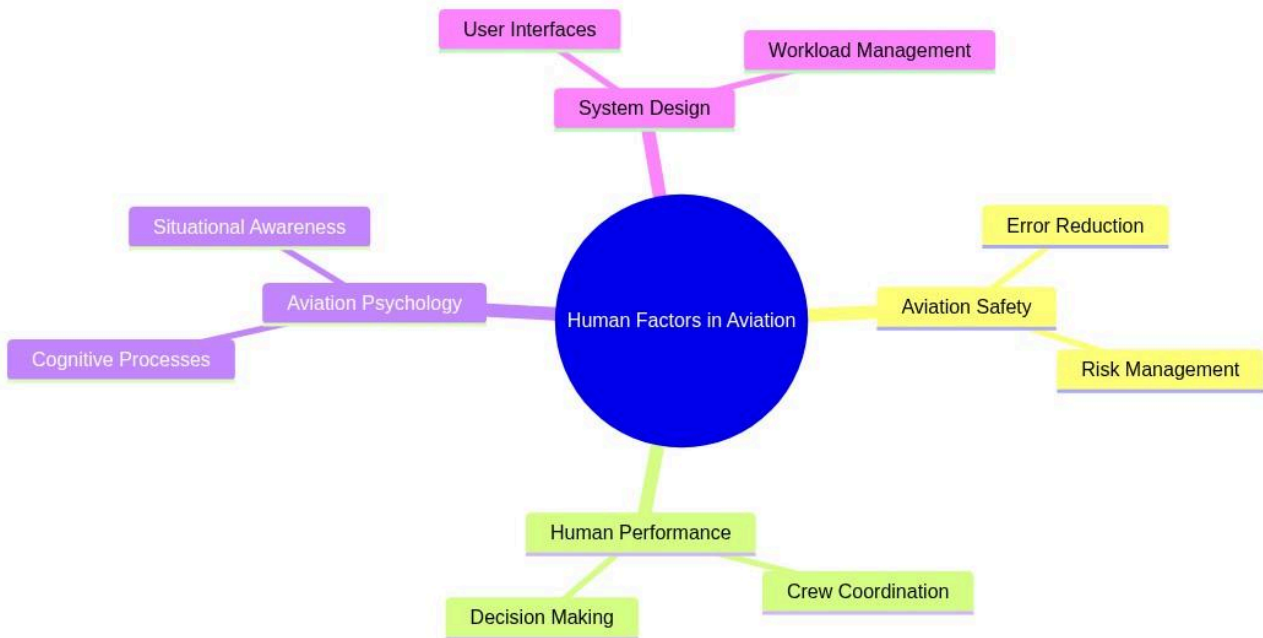 User Interfaces
Workload Management
System Design
Situational Awareness
Error Reduction
Aviation Psychology
Aviation Safety
Human Factors in Aviation
Cognitive Processes
Risk Management
Human Performance
Crew Coordination
Decision Making